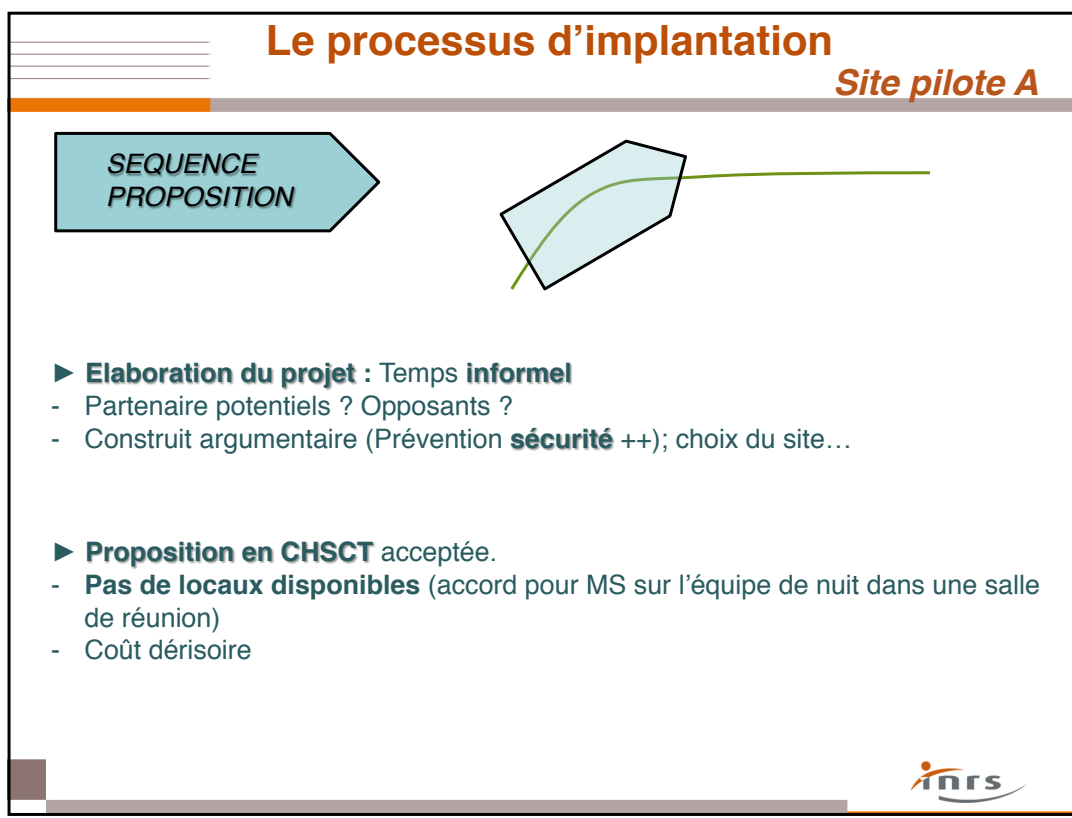 Le processus d’implantation
Site pilote A
SEQUENCE
PROPOSITION
► Elaboration du projet : Temps informel
- Partenaire potentiels ? Opposants ?
- Construit argumentaire (Prévention sécurité ++); choix du site…
► Proposition en CHSCT acceptée.
- Pas de locaux disponibles (accord pour MS sur l’équipe de nuit dans une salle
de réunion)
- Coût dérisoire
inrs